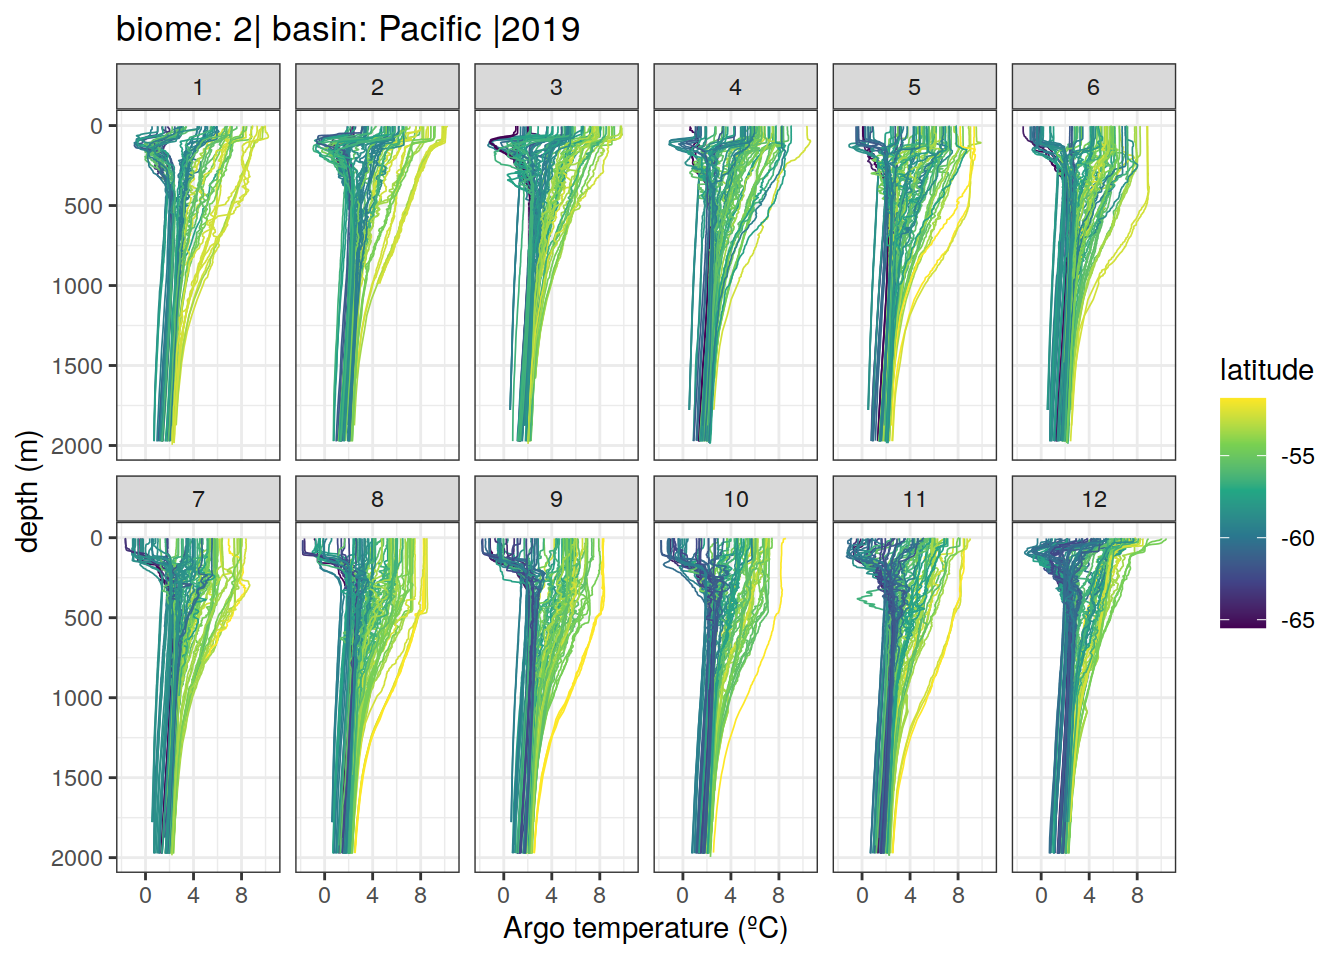 biome: 2| basin: Pacific |2019
1 2 3 4 5 6
0
500
1000
1500
2000
7 8 9 10 11 12
0
500
1000
1500
2000
0 4 8 0 4 8 0 4 8 0 4 8 0 4 8 0 4 8
Argo temperature (ºC)
depth (m)
latitude
-55
-60
-65